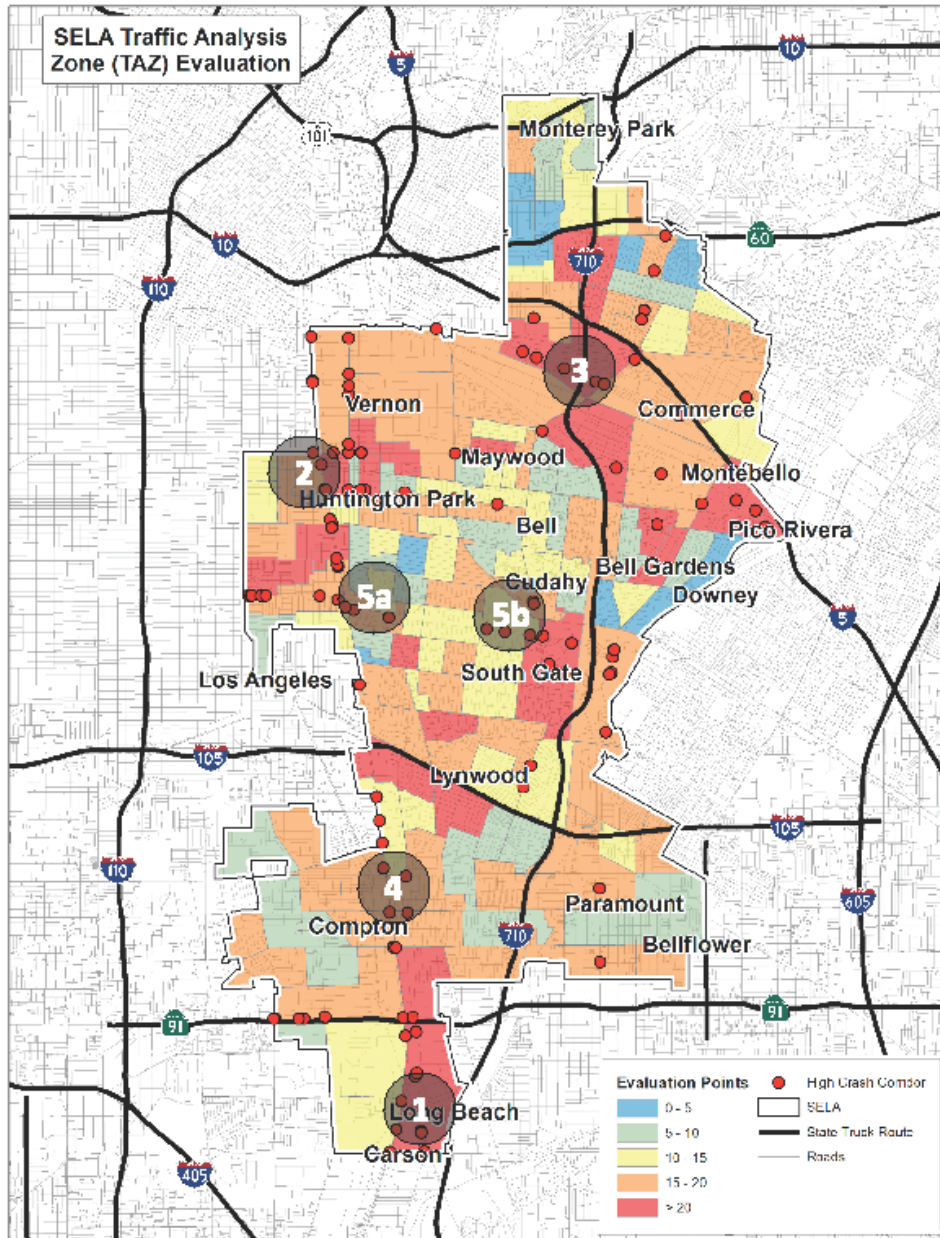 SELA Traffic Analysis
Zone (TAZ) Evaluation
5
10
101
Monterey Park
10
60
710
110
3
Commerce
Vernon
Maywood
Montebello
2
Huntington Park
Bell
Pico Rivera
Bell Gardens
5a
Cudahy
Downey
5b
5
South Gate
Los Angeles
105
Lynwood
105
110
4
605
Paramount
Compton
710
Bellflower
91
91
Evaluation Points
0 - 5
5 - 10
10 - 15
15 - 20
> 20
High Crash Corridor
SELA
State Truck Route
Roads
1
Long Beach
Carson
405